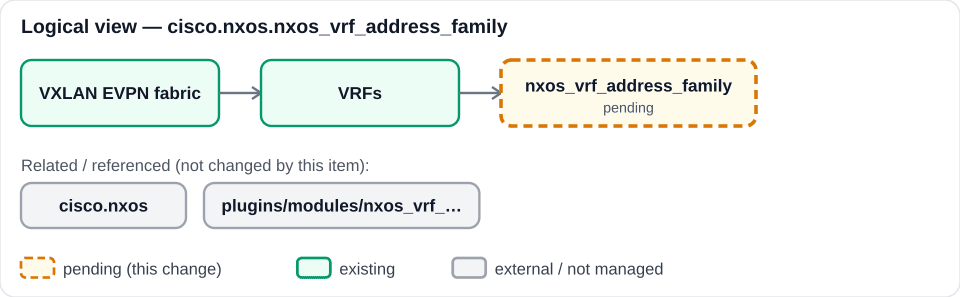 Logical view — cisco.nxos.nxos_vrf_address_family
VXLAN EVPN fabric
VRFs
nxos_vrf_address_family
pending
Related / referenced (not changed by this item):
cisco.nxos
plugins/modules/nxos_vrf_…
pending (this change)
existing
external / not managed